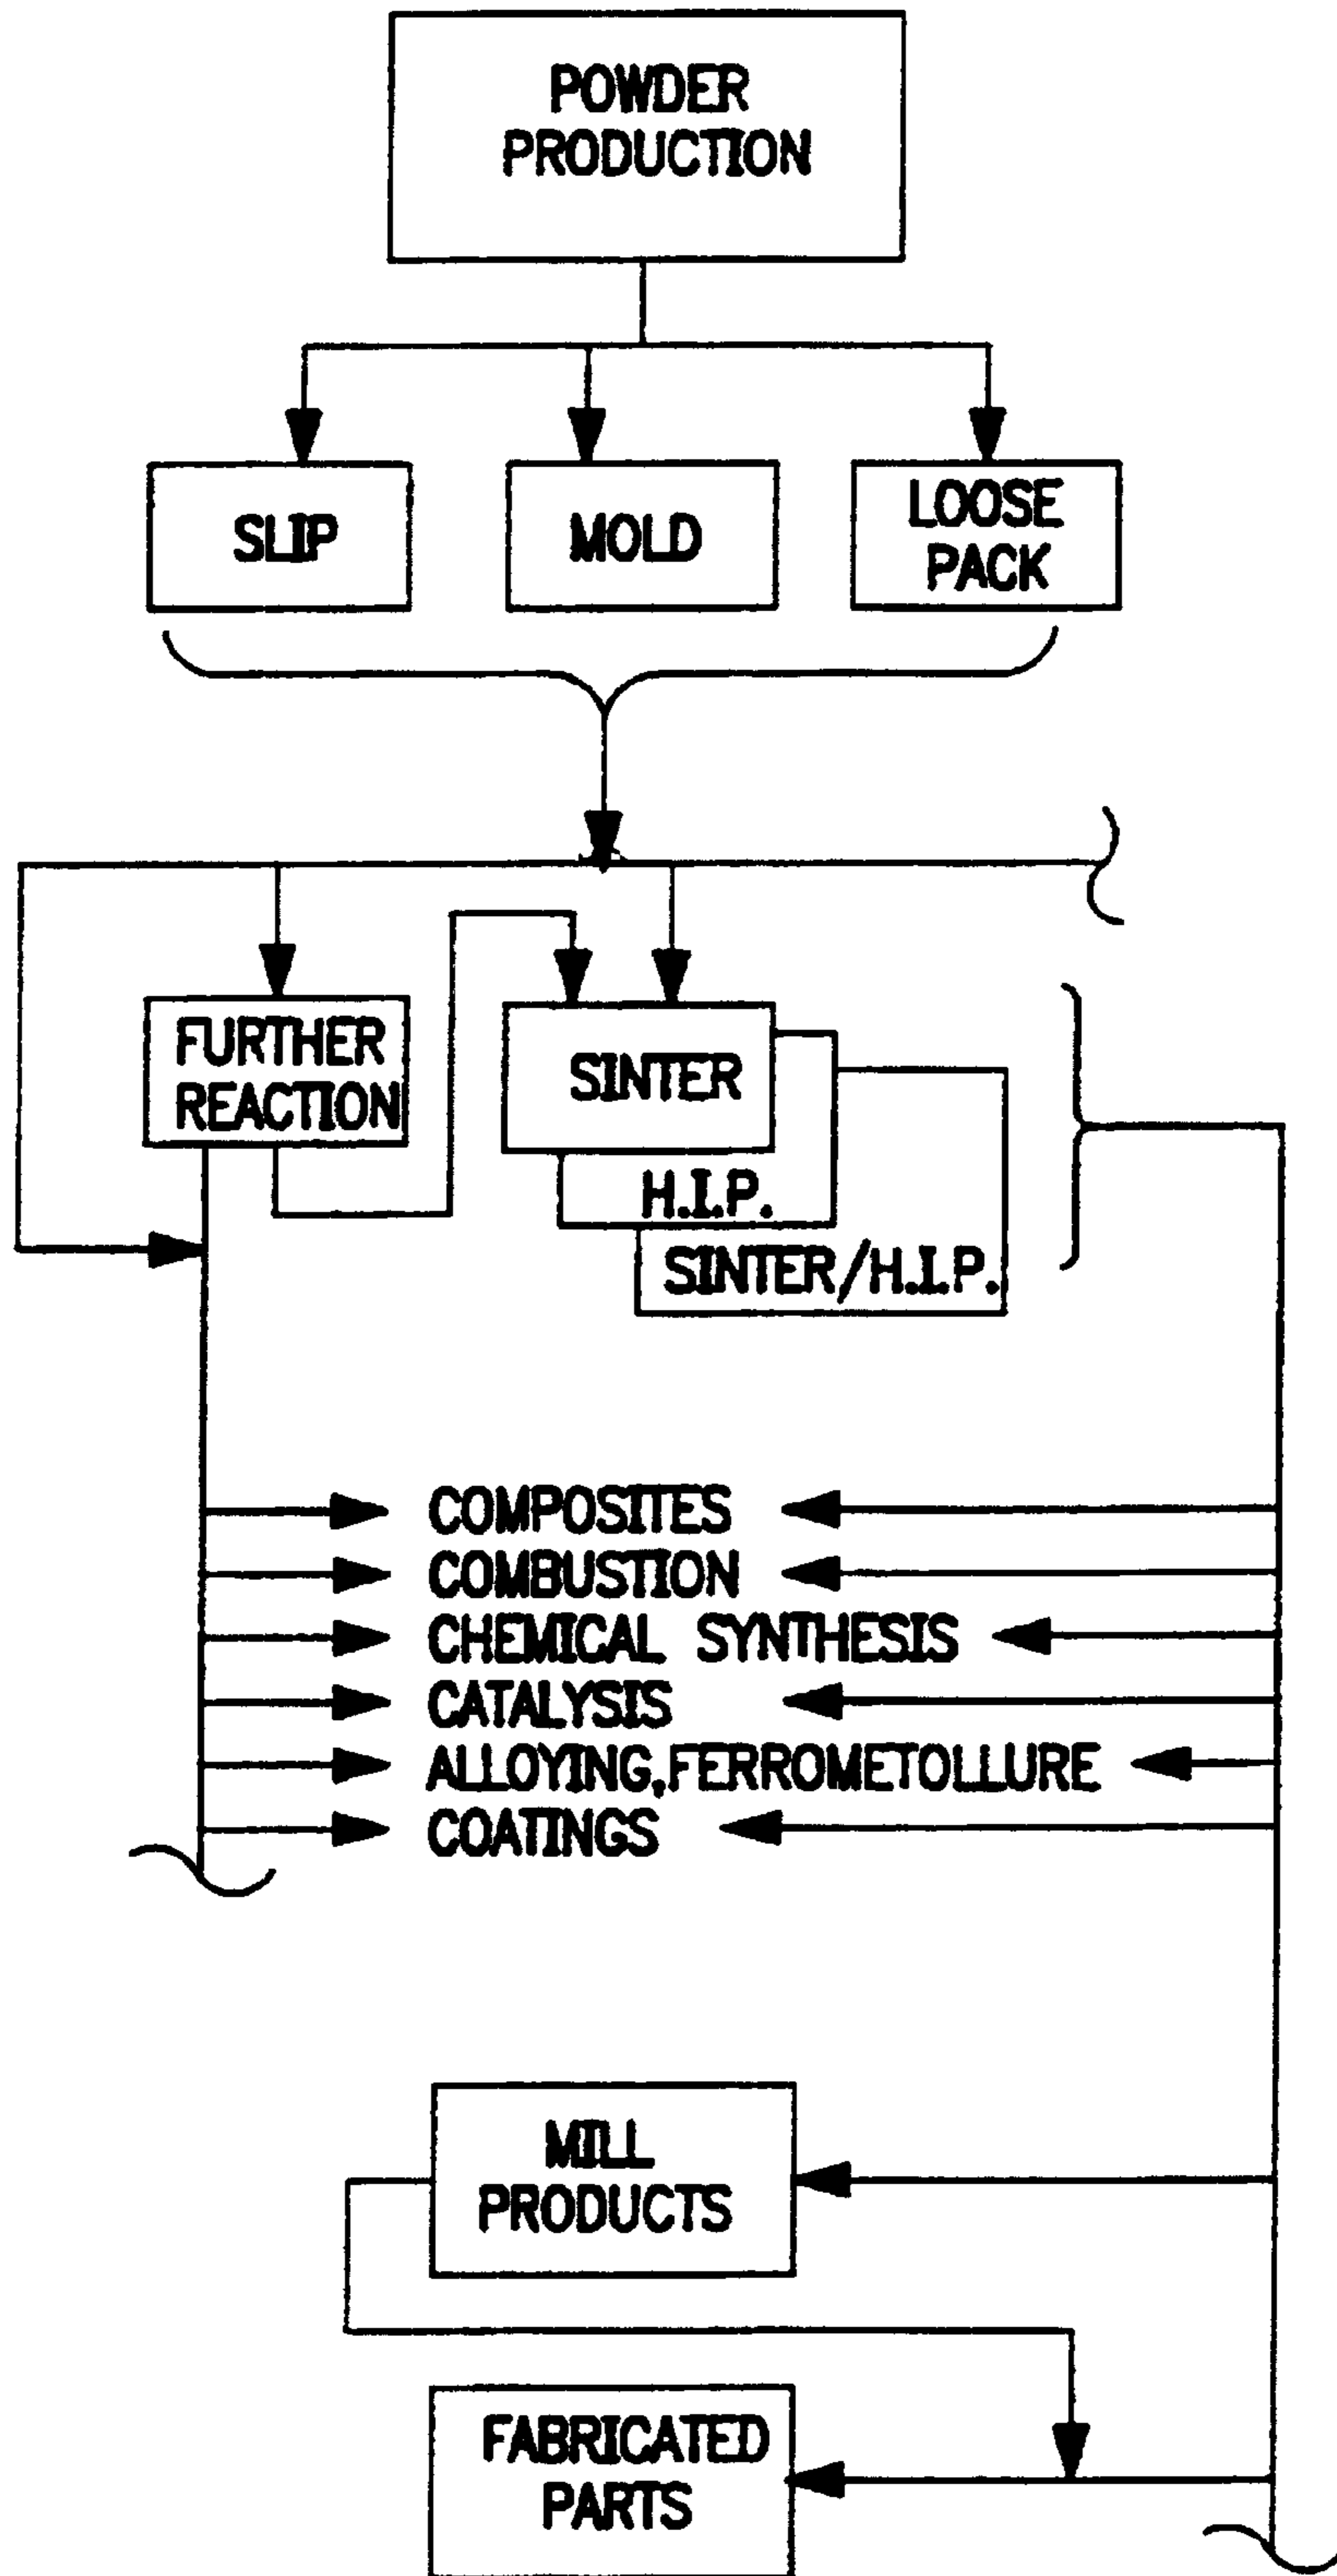 POWDER
PRODUCTION
SLIP
MOLD
LOOSE
PACK
FURTHER
REACTION
SINTER
H.I.P.
SINTER/H.I.P.
COMPOSITES
COMBUSTION
CHEMICAL SYNTHESIS
CATALYSIS
ALLOYING,FERROMETOLLURE
COATINGS
MILL
PRODUCTS
FABRICATED
PARTS